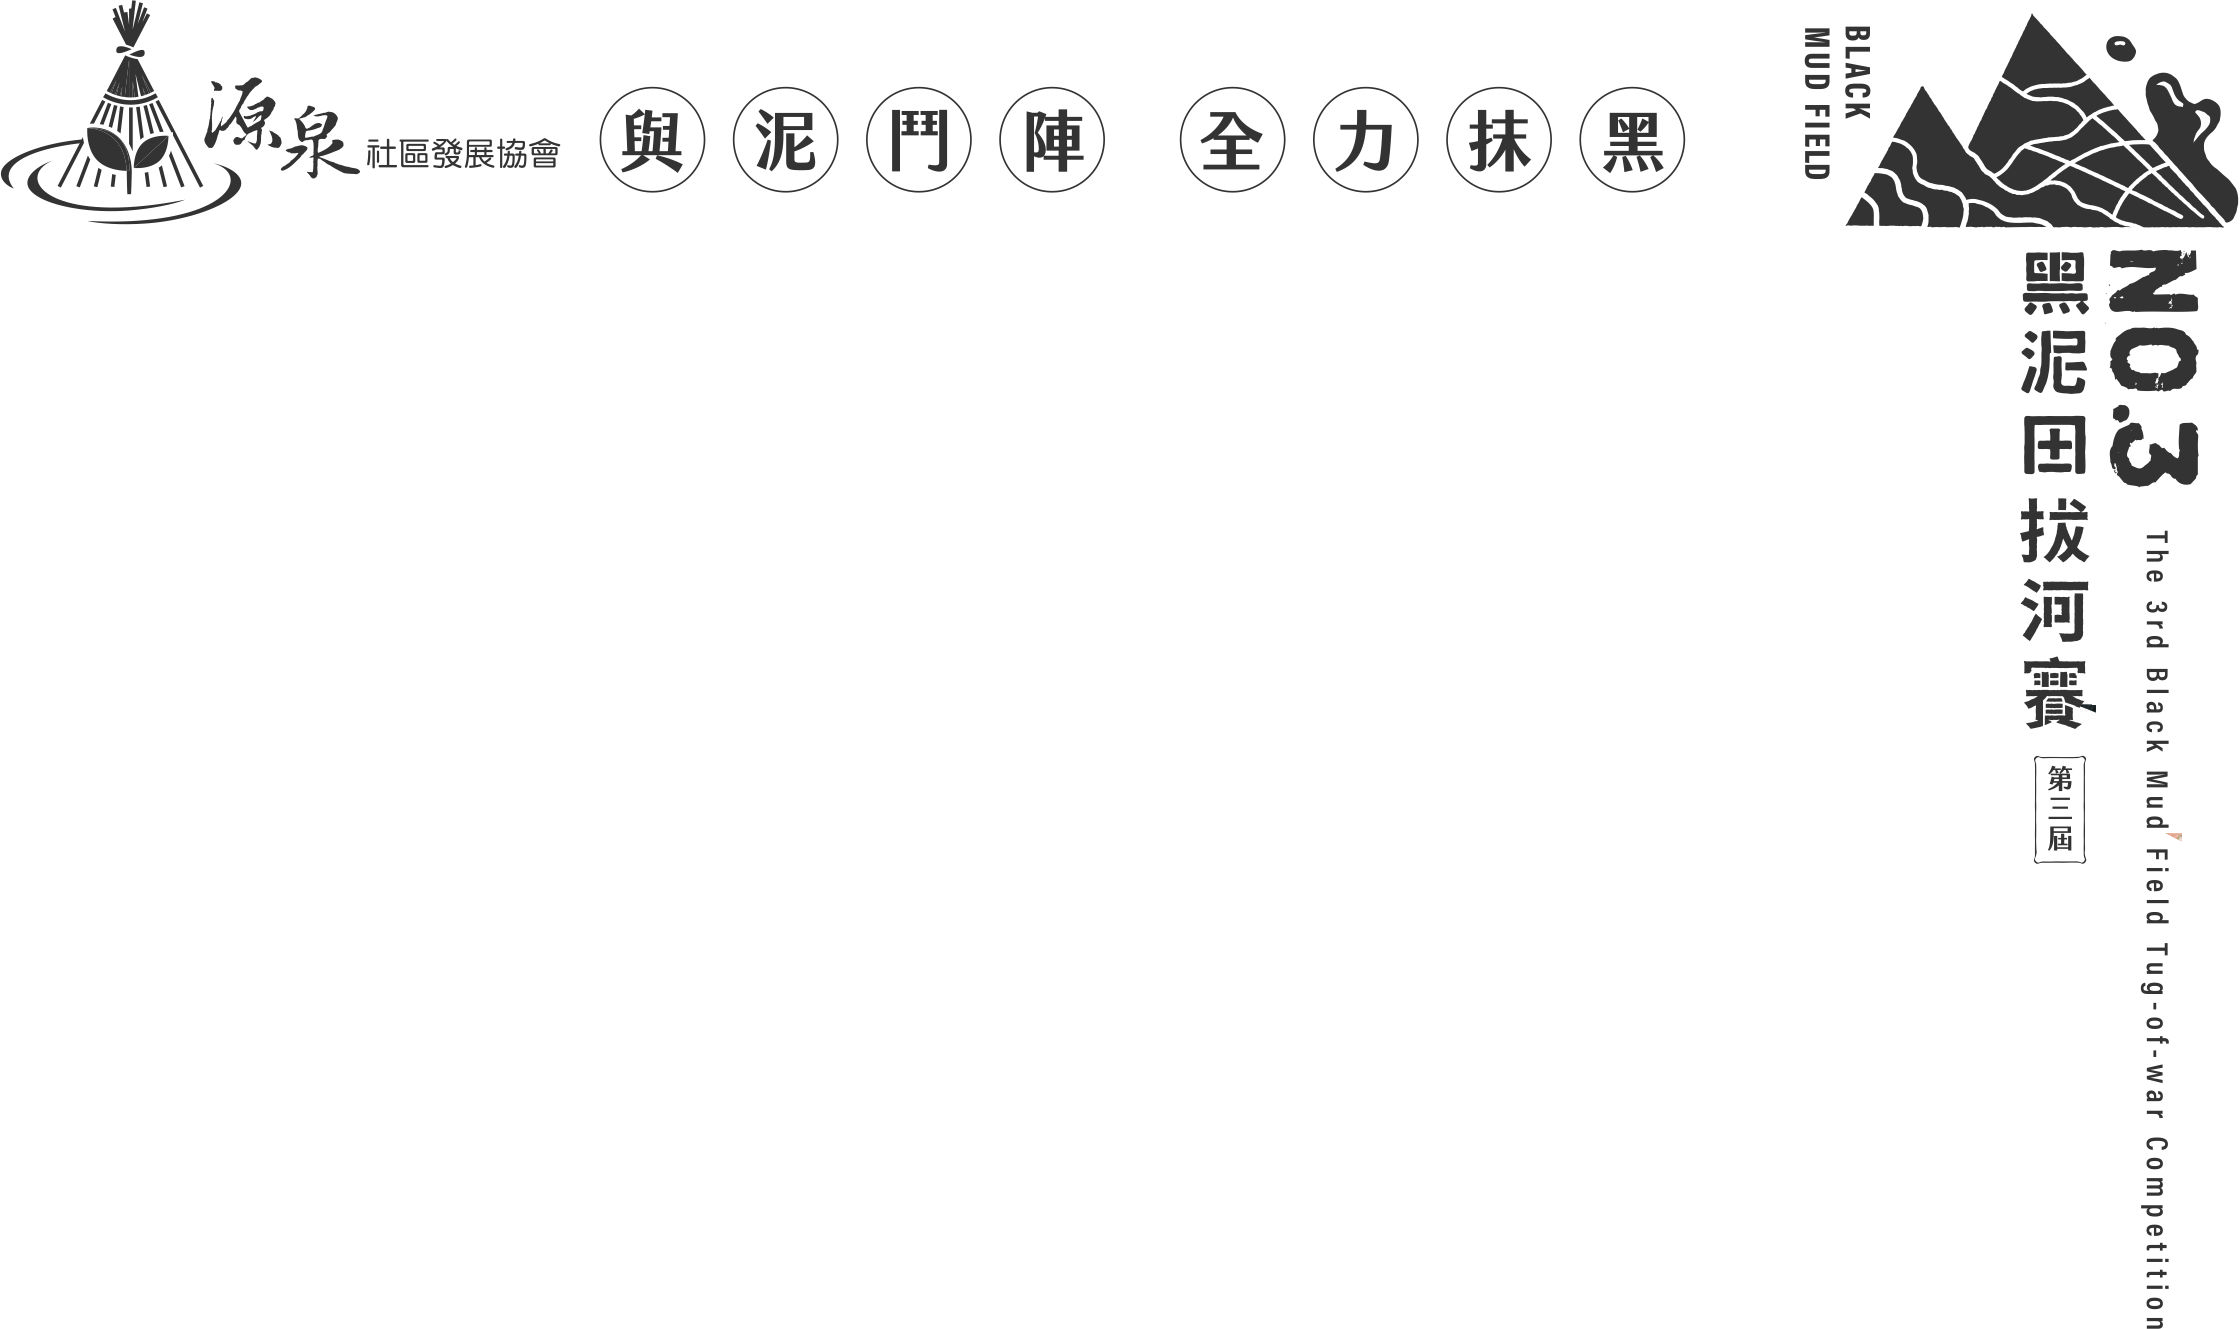 源泉社區發展協會
與泥鬥陣 全力抹黑
BLACK
MUD FIELD
NO.3
黑泥田拔河賽
第三屆
The 3rd Black Mud Field Tug-of-war Competition